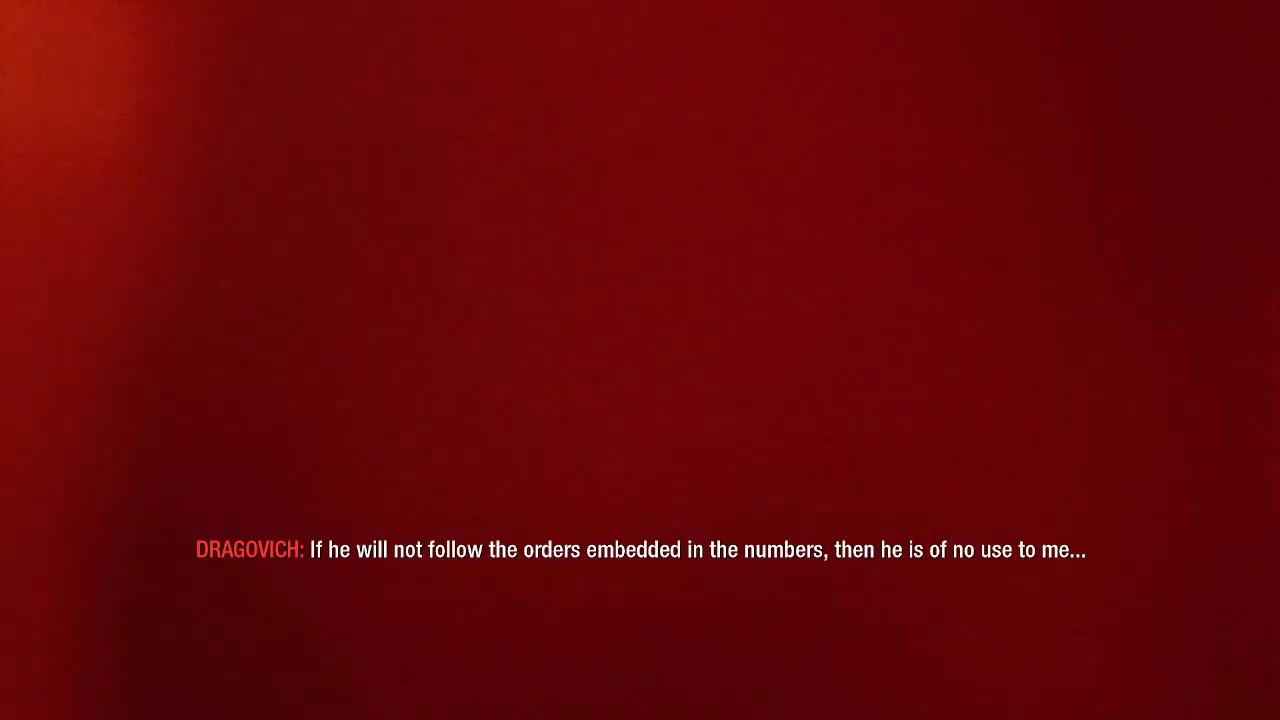 DRAGOVICH: If he will not follow the orders embedded in the numbers, then he is of no use to me...